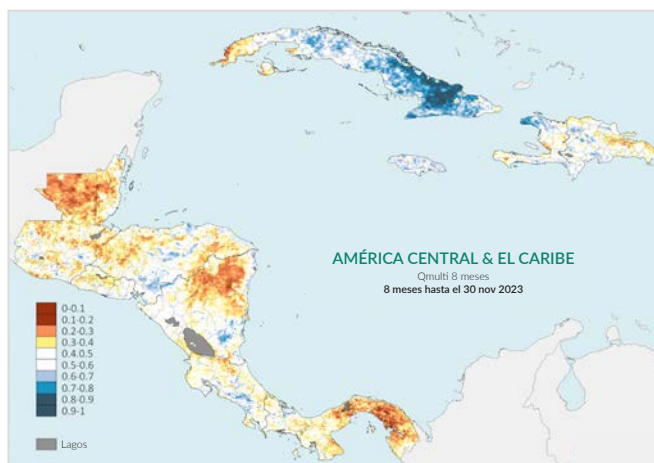 AMÉRICA CENTRAL & EL CARIBE
Qmulti 8 meses
8 meses hasta el 30 nov 2023
0-0.1
0.1-0.2
0.2-0.3
0.3-0.4
0.4.0.5
0.5-0.6
0.6-0.7
0.7-0.8
0.8-0.9
0.9-1
Lagos